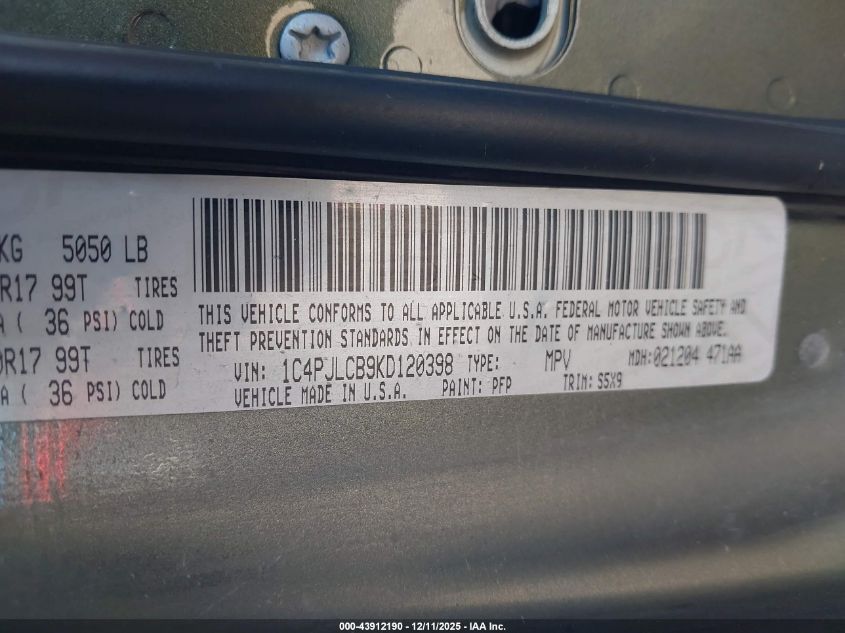 KG 5050 LB
R17 99T TIRES
A ( 36 PSI) COLD
R17 99T TIRES
A ( 36 PSI) COLD
THIS VEHICLE CONFORMS TO ALL APPLICABLE U.S.A. FEDERAL MOTOR VEHICLE SAFETY AND
THEFT PREVENTION STANDARDS IN EFFECT ON THE DATE OF MANUFACTURE SHOWN ABOVE.
VIN: 1C4PJLCB9KD120398 TYPE: MPV MDH:021204 471AA
VEHICLE MADE IN U.S.A. PAINT: PFP TRIM: S5X9
000-43912190 - 12/11/2025 - IAA Inc.